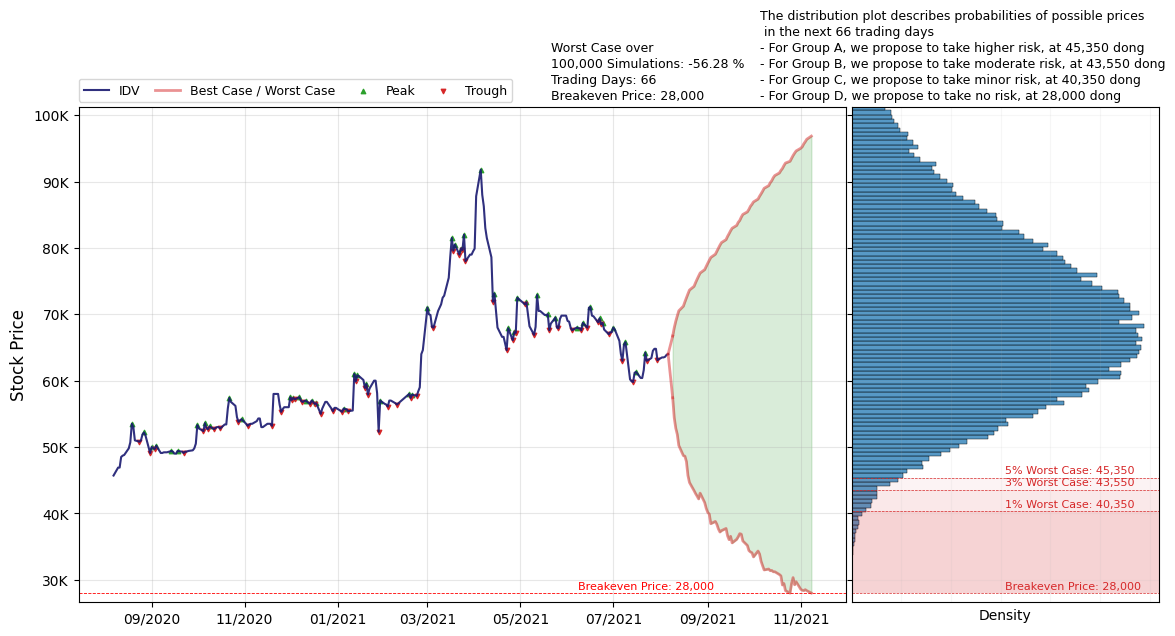 The distribution plot describes probabilities of possible prices
in the next 66 trading days
- For Group A, we propose to take higher risk, at 45,350 dong
- For Group B, we propose to take moderate risk, at 43,550 dong
- For Group C, we propose to take minor risk, at 40,350 dong
- For Group D, we propose to take no risk, at 28,000 dong
Worst Case over
100,000 Simulations: -56.28 %
Trading Days: 66
Breakeven Price: 28,000
IDV
Best Case / Worst Case
Peak
Trough
Stock Price
100K
90K
80K
70K
60K
50K
40K
30K
Breakeven Price: 28,000
09/2020
11/2020
01/2021
03/2021
05/2021
07/2021
09/2021
11/2021
5% Worst Case: 45,350
3% Worst Case: 43,550
1% Worst Case: 40,350
Breakeven Price: 28,000
Density